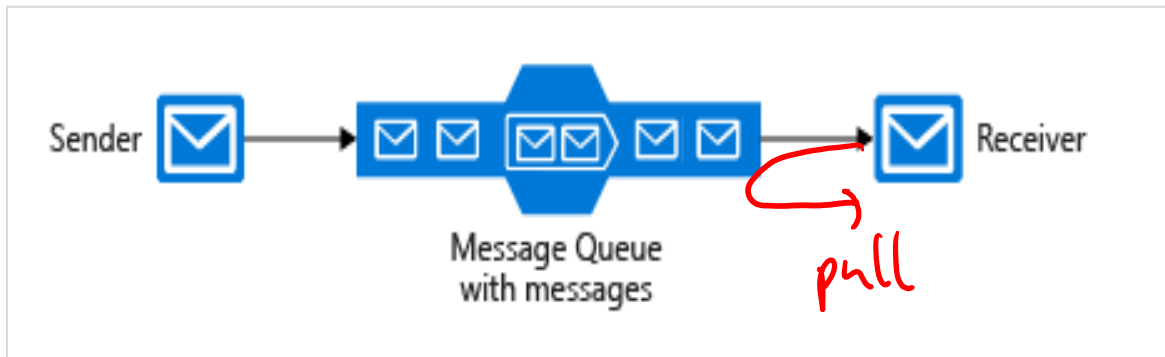 Sender
Receiver
Message Queue
with messages
pull